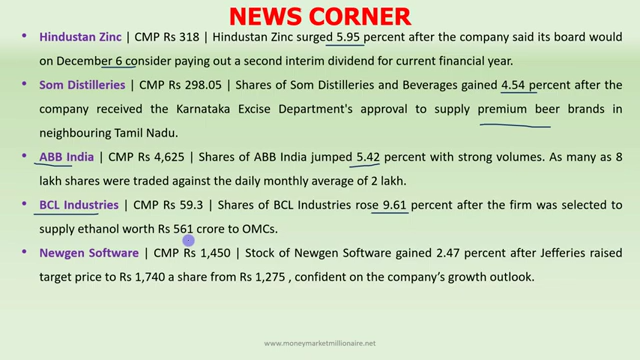 NEWS CORNER
• Hindustan Zinc | CMP Rs 318 | Hindustan Zinc surged 5.95 percent after the company said its board would
on December 6 consider paying out a second interim dividend for current financial year.
• Som Distilleries | CMP Rs 298.05 | Shares of Som Distilleries and Beverages gained 4.54 percent after the
company received the Karnataka Excise Department's approval to supply premium beer brands in
neighbouring Tamil Nadu.
• ABB India | CMP Rs 4,625 | Shares of ABB India jumped 5.42 percent with strong volumes. As many as 8
lakh shares were traded against the daily monthly average of 2 lakh.
• BCL Industries | CMP Rs 59.3 | Shares of BCL Industries rose 9.61 percent after the firm was selected to
supply ethanol worth Rs 561 crore to OMCs.
• Newgen Software | CMP Rs 1,450 | Stock of Newgen Software gained 2.47 percent after Jefferies raised
target price to Rs 1,740 a share from Rs 1,275 , confident on the company's growth outlook.
www.moneymarketmillionaire.net